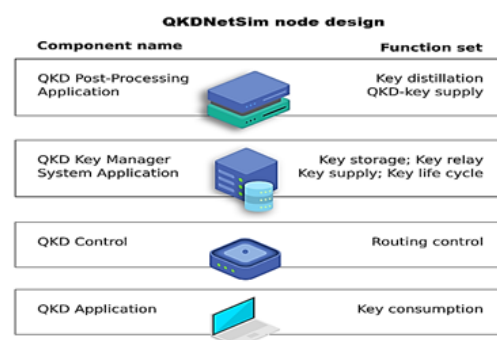 QKDNetSim node design
Component name
Function set
QKD Post-Processing
Application
Key distillation
QKD-key supply
QKD Key Manager
System Application
Key storage; Key relay
Key supply; Key life cycle
QKD Control
Routing control
QKD Application
Key consumption